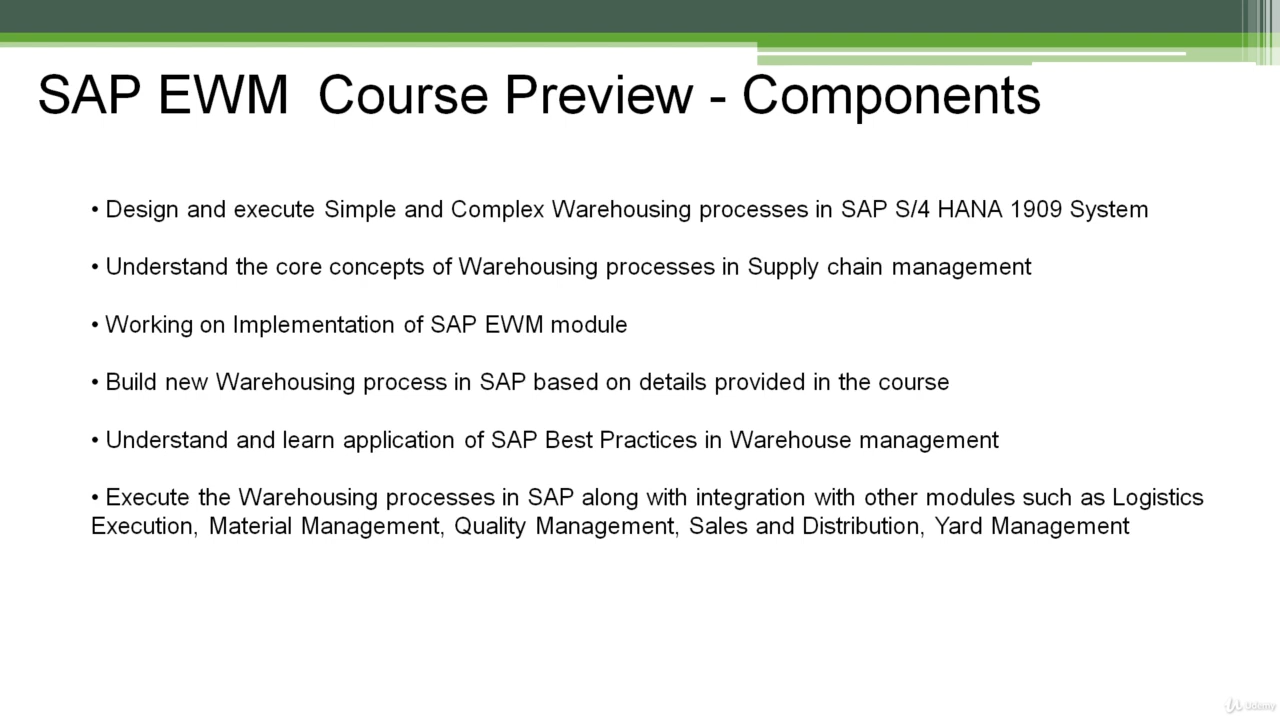 SAP EWM  Course Preview - Components
• Design and execute Simple and Complex Warehousing processes in SAP S/4 HANA 1909 System
• Understand the core concepts of Warehousing processes in Supply chain management
• Working on Implementation of SAP EWM module
• Build new Warehousing process in SAP based on details provided in the course
• Understand and learn application of SAP Best Practices in Warehouse management
• Execute the Warehousing processes in SAP along with integration with other modules such as Logistics
Execution, Material Management, Quality Management, Sales and Distribution, Yard Management
Udemy